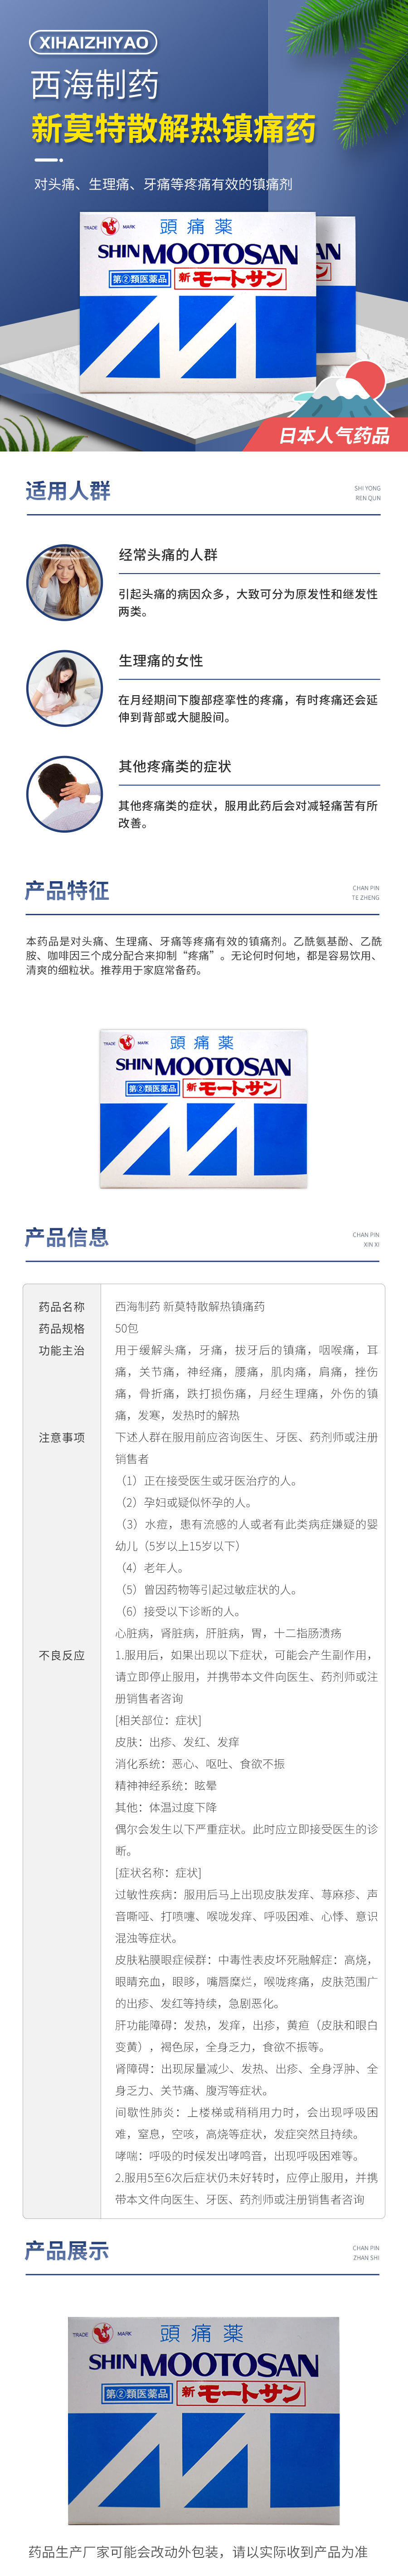 XIHAIZHIYAO
西海制药
新莫特散解热镇痛药
对头痛、生理痛、牙痛等疼痛有效的镇痛剂
TRADE MARK 頭痛薬
SHIN MOOTOSAN
第②類医薬品 新モートサン
AN
サン
日本人气药品
适用人群
SHI YONG
REN QUN
经常头痛的人群
引起头痛的病因众多，大致可分为原发性和继发性
两类。
生理痛的女性
在月经期间下腹部痉挛性的疼痛，有时疼痛还会延
伸到背部或大腿股间。
其他疼痛类的症状
其他疼痛类的症状，服用此药后会对减轻痛苦有所
改善。
产品特征
CHAN PIN
TE ZHENG
本药品是对头痛、生理痛、牙痛等疼痛有效的镇痛剂。乙酰氨基酚、乙酰
胺、咖啡因三个成分配合来抑制“疼痛”。无论何时何地，都是容易饮用、
清爽的细粒状。推荐用于家庭常备药。
TRADE MARK 頭痛薬
SHIN MOOTOSAN
第②類医薬品 新モートサン
产品信息
CHAN PIN
XIN XI
药品名称 西海制药 新莫特散解热镇痛药
药品规格 50包
功能主治 用于缓解头痛，牙痛，拔牙后的镇痛，咽喉痛，耳
痛，关节痛，神经痛，腰痛，肌肉痛，肩痛，挫伤
痛，骨折痛，跌打损伤痛，月经生理痛，外伤的镇
痛，发寒，发热时的解热
注意事项 下述人群在服用前应咨询医生、牙医、药剂师或注册
销售者
（1）正在接受医生或牙医治疗的人。
（2）孕妇或疑似怀孕的人。
（3）水痘，患有流感的人或者有此类病症嫌疑的婴
幼儿（5岁以上15岁以下）
（4）老年人。
（5）曾因药物等引起过敏症状的人。
（6）接受以下诊断的人。
心脏病，肾脏病，肝脏病，胃，十二指肠溃疡
不良反应 1.服用后，如果出现以下症状，可能会产生副作用，
请立即停止服用，并携带本文件向医生、药剂师或注
册销售者咨询
[相关部位：症状]
皮肤：出疹、发红、发痒
消化系统：恶心、呕吐、食欲不振
精神神经系统：眩晕
其他：体温过度下降
偶尔会发生以下严重症状。此时应立即接受医生的诊
断。
[症状名称：症状]
过敏性疾病：服用后马上出现皮肤发痒、荨麻疹、声
音嘶哑、打喷嚏、喉咙发痒、呼吸困难、心悸、意识
混浊等症状。
皮肤粘膜眼症候群：中毒性表皮坏死融解症：高烧，
眼睛充血，眼眵，嘴唇糜烂，喉咙疼痛，皮肤范围广
的出疹、发红等持续，急剧恶化。
肝功能障碍：发热，发痒，出疹，黄疸（皮肤和眼白
变黄），褐色尿，全身乏力，食欲不振等。
肾障碍：出现尿量减少、发热、出疹、全身浮肿、全
身乏力、关节痛、腹泻等症状。
间歇性肺炎：上楼梯或稍稍用力时，会出现呼吸困
难，窒息，空咳，高烧等症状，发症突然且持续。
哮喘：呼吸的时候发出哮鸣音，出现呼吸困难等。
2.服用5至6次后症状仍未好转时，应停止服用，并携
带本文件向医生、牙医、药剂师或注册销售者咨询
产品展示
CHAN PIN
ZHAN SHI
TRADE MARK 頭痛薬
SHIN MOOTOSAN
第②類医薬品 新モートサン
药品生产厂家可能会改动外包装，请以实际收到产品为准